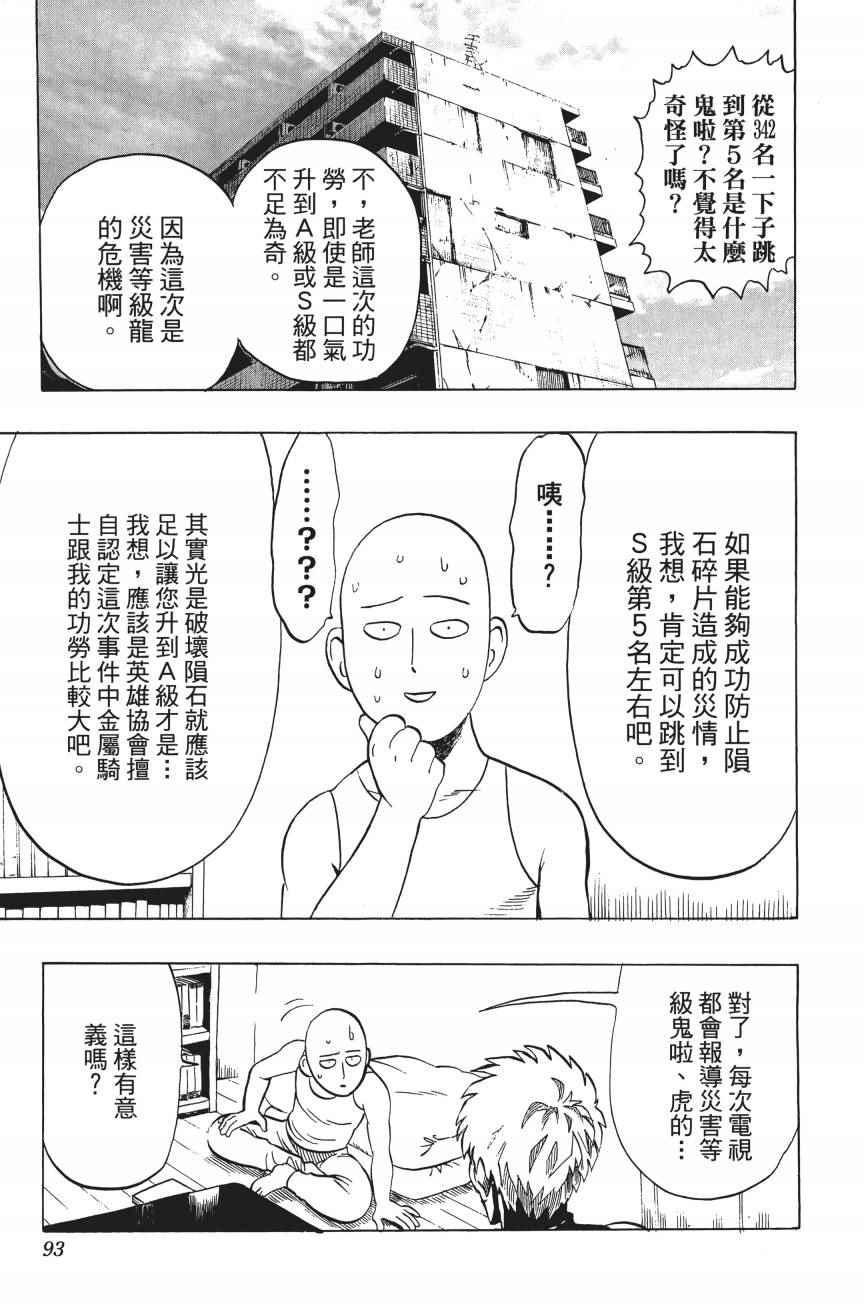 從342名一下子跳
到第5名是什麼
鬼啦？不覺得太
奇怪了嗎？
不，老師這次的功
勞，即使是一口氣
升到A級或S級都
不足為奇。
因為這次是
災害等級龍
的危機啊。
如果能夠成功防止隕
石碎片造成的災情，
我想，肯定可以跳到
S級第5名左右吧。
咦……？
……？？？
其實光是破壞隕石就應該
足以讓您升到A級才是…
我想，應該是英雄協會擅
自認定這次事件中金屬騎
士跟我的功勞比較大吧。
對了，每次電視
都會報導災害等
級鬼啦、虎的…
這樣有意
義嗎？
93